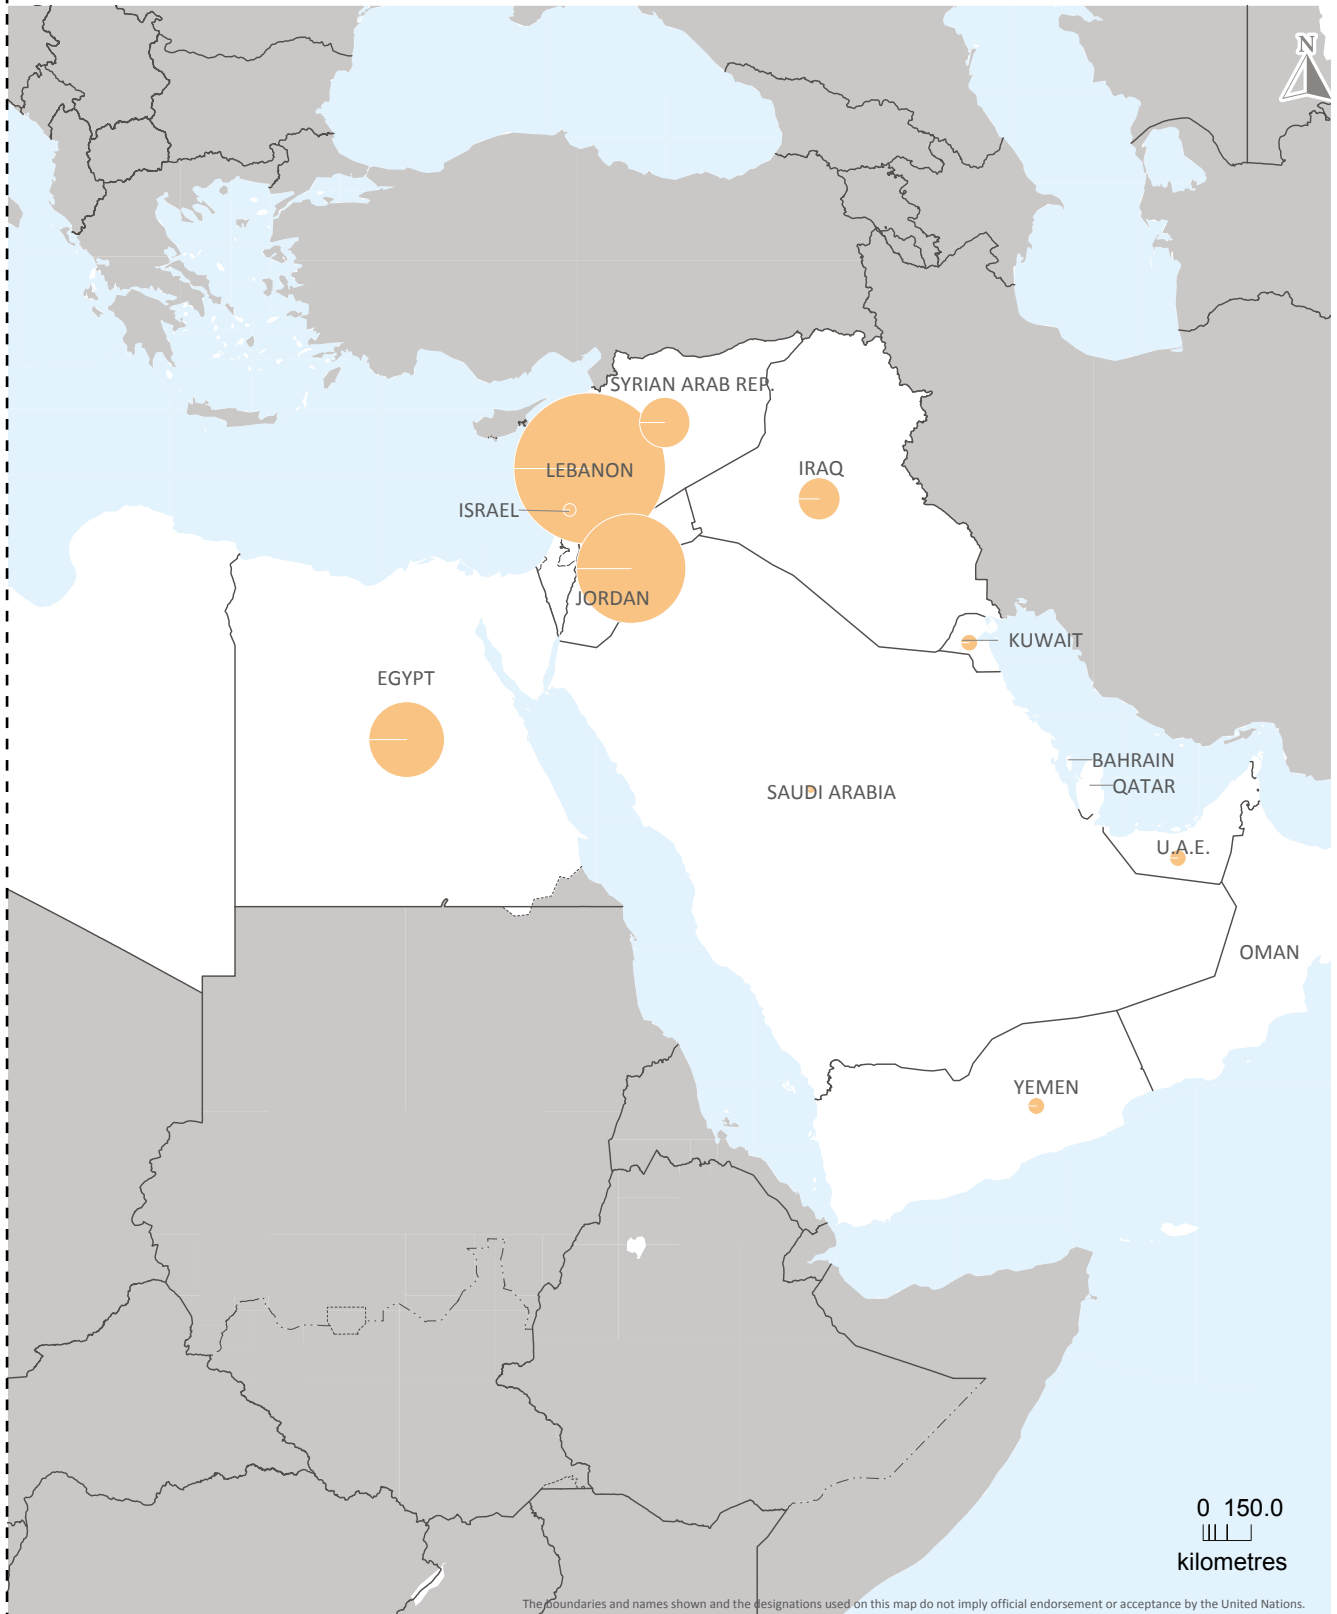 N
SYRIAN ARAB REP.
LEBANON
IRAQ
ISRAEL
JORDAN
KUWAIT
EGYPT
BAHRAIN
QATAR
SAUDI ARABIA
U.A.E.
OMAN
YEMEN
0 150.0
kilometres
The boundaries and names shown and the designations used on this map do not imply official endorsement or acceptance by the United Nations.